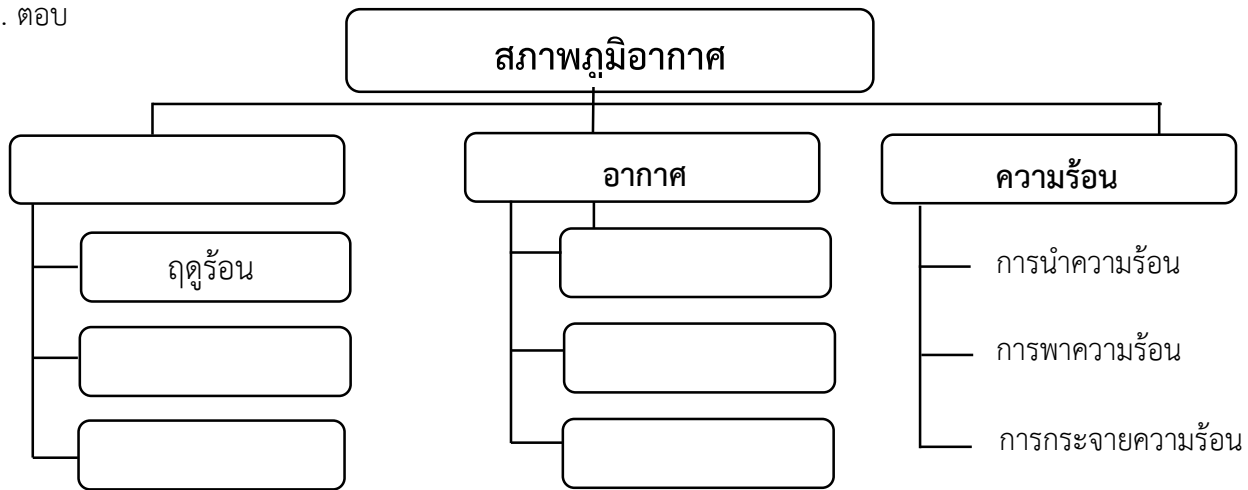 . ตอบ
สภาพภูมิอากาศ
อากาศ
ความร้อน
ฤดูร้อน
การนำความร้อน
การพาความร้อน
การกระจายความร้อน